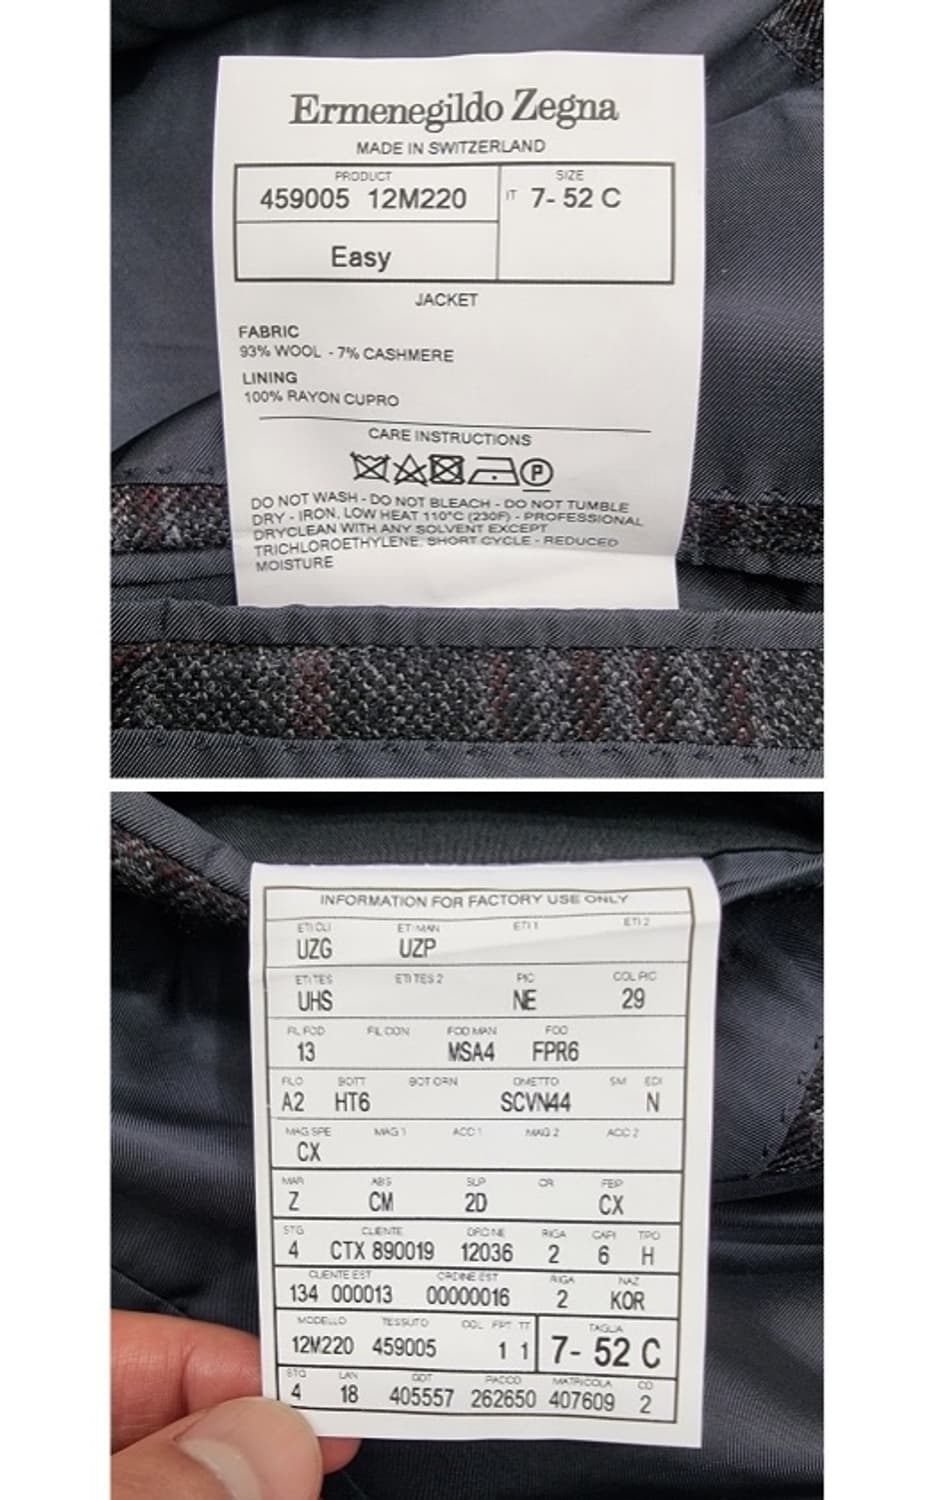 Ermenegildo Zegna
MADE IN SWITZERLAND
PRODUCT SIZE
459005 12M220 IT 7- 52 C
Easy
JACKET
FABRIC
93% WOOL - 7% CASHMERE
LINING
100% RAYON CUPRO
CARE INSTRUCTIONS
P
DO NOT WASH - DO NOT BLEACH - DO NOT TUMBLE
DRY - IRON, LOW HEAT 110°C (230F) - PROFESSIONAL
DRYCLEAN WITH ANY SOLVENT EXCEPT
TRICHLOROETHYLENE. SHORT CYCLE - REDUCED
MOISTURE
INFORMATION FOR FACTORY USE ONLY
ETI CLI ETI MAN ETI 1 ETI 2
UZG UZP
ETI TES ETI TES 2 PIC COL PIC
UHS NE 29
FIL FOD FIL CON FOD MAN FOD
13 MSA4 FPR6
FILO BOTT BOT ORN OMETTO SM EDI
A2 HT6 SCVN44 N
MAG SPE MAG 1 ACC 1 MAG 2 ACC 2
CX
MAR ABS SLP CR FBP
Z CM 2D CX
STG CLIENTE ORDINE RIGA CAPI TPO
4 CTX 890019 12036 2 6 H
CLIENTE EST ORDINE EST RIGA NAZ
134 000013 00000016 2 KOR
MODELLO TESSUTO COL FPT TT TAGLIA
12M220 459005 1 1 7- 52 C
STG LAN GDT PACCO MATRICOLA CD
4 18 405557 262650 407609 2